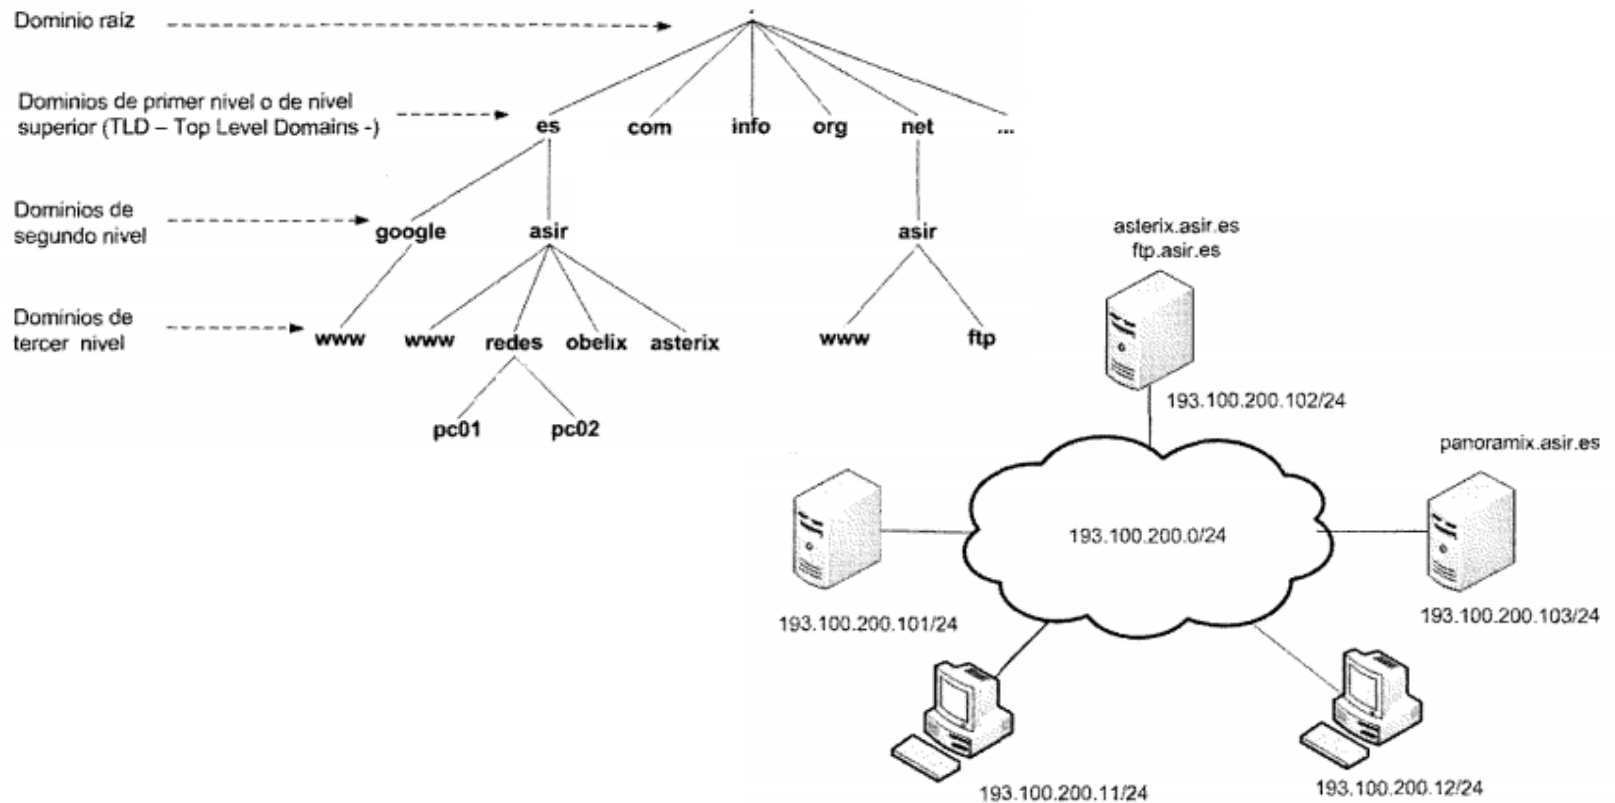 .
Dominio raíz
Dominios de primer nivel o de nivel
superior (TLD – Top Level Domains -)
es com info org net ...
Dominios de
segundo nivel
google asir asir
Dominios de
tercer nivel
www www redes obelix asterix www ftp
pc01 pc02
asterix.asir.es
ftp.asir.es
193.100.200.102/24
panoramix.asir.es
193.100.200.0/24
193.100.200.101/24
193.100.200.103/24
193.100.200.11/24
193.100.200.12/24